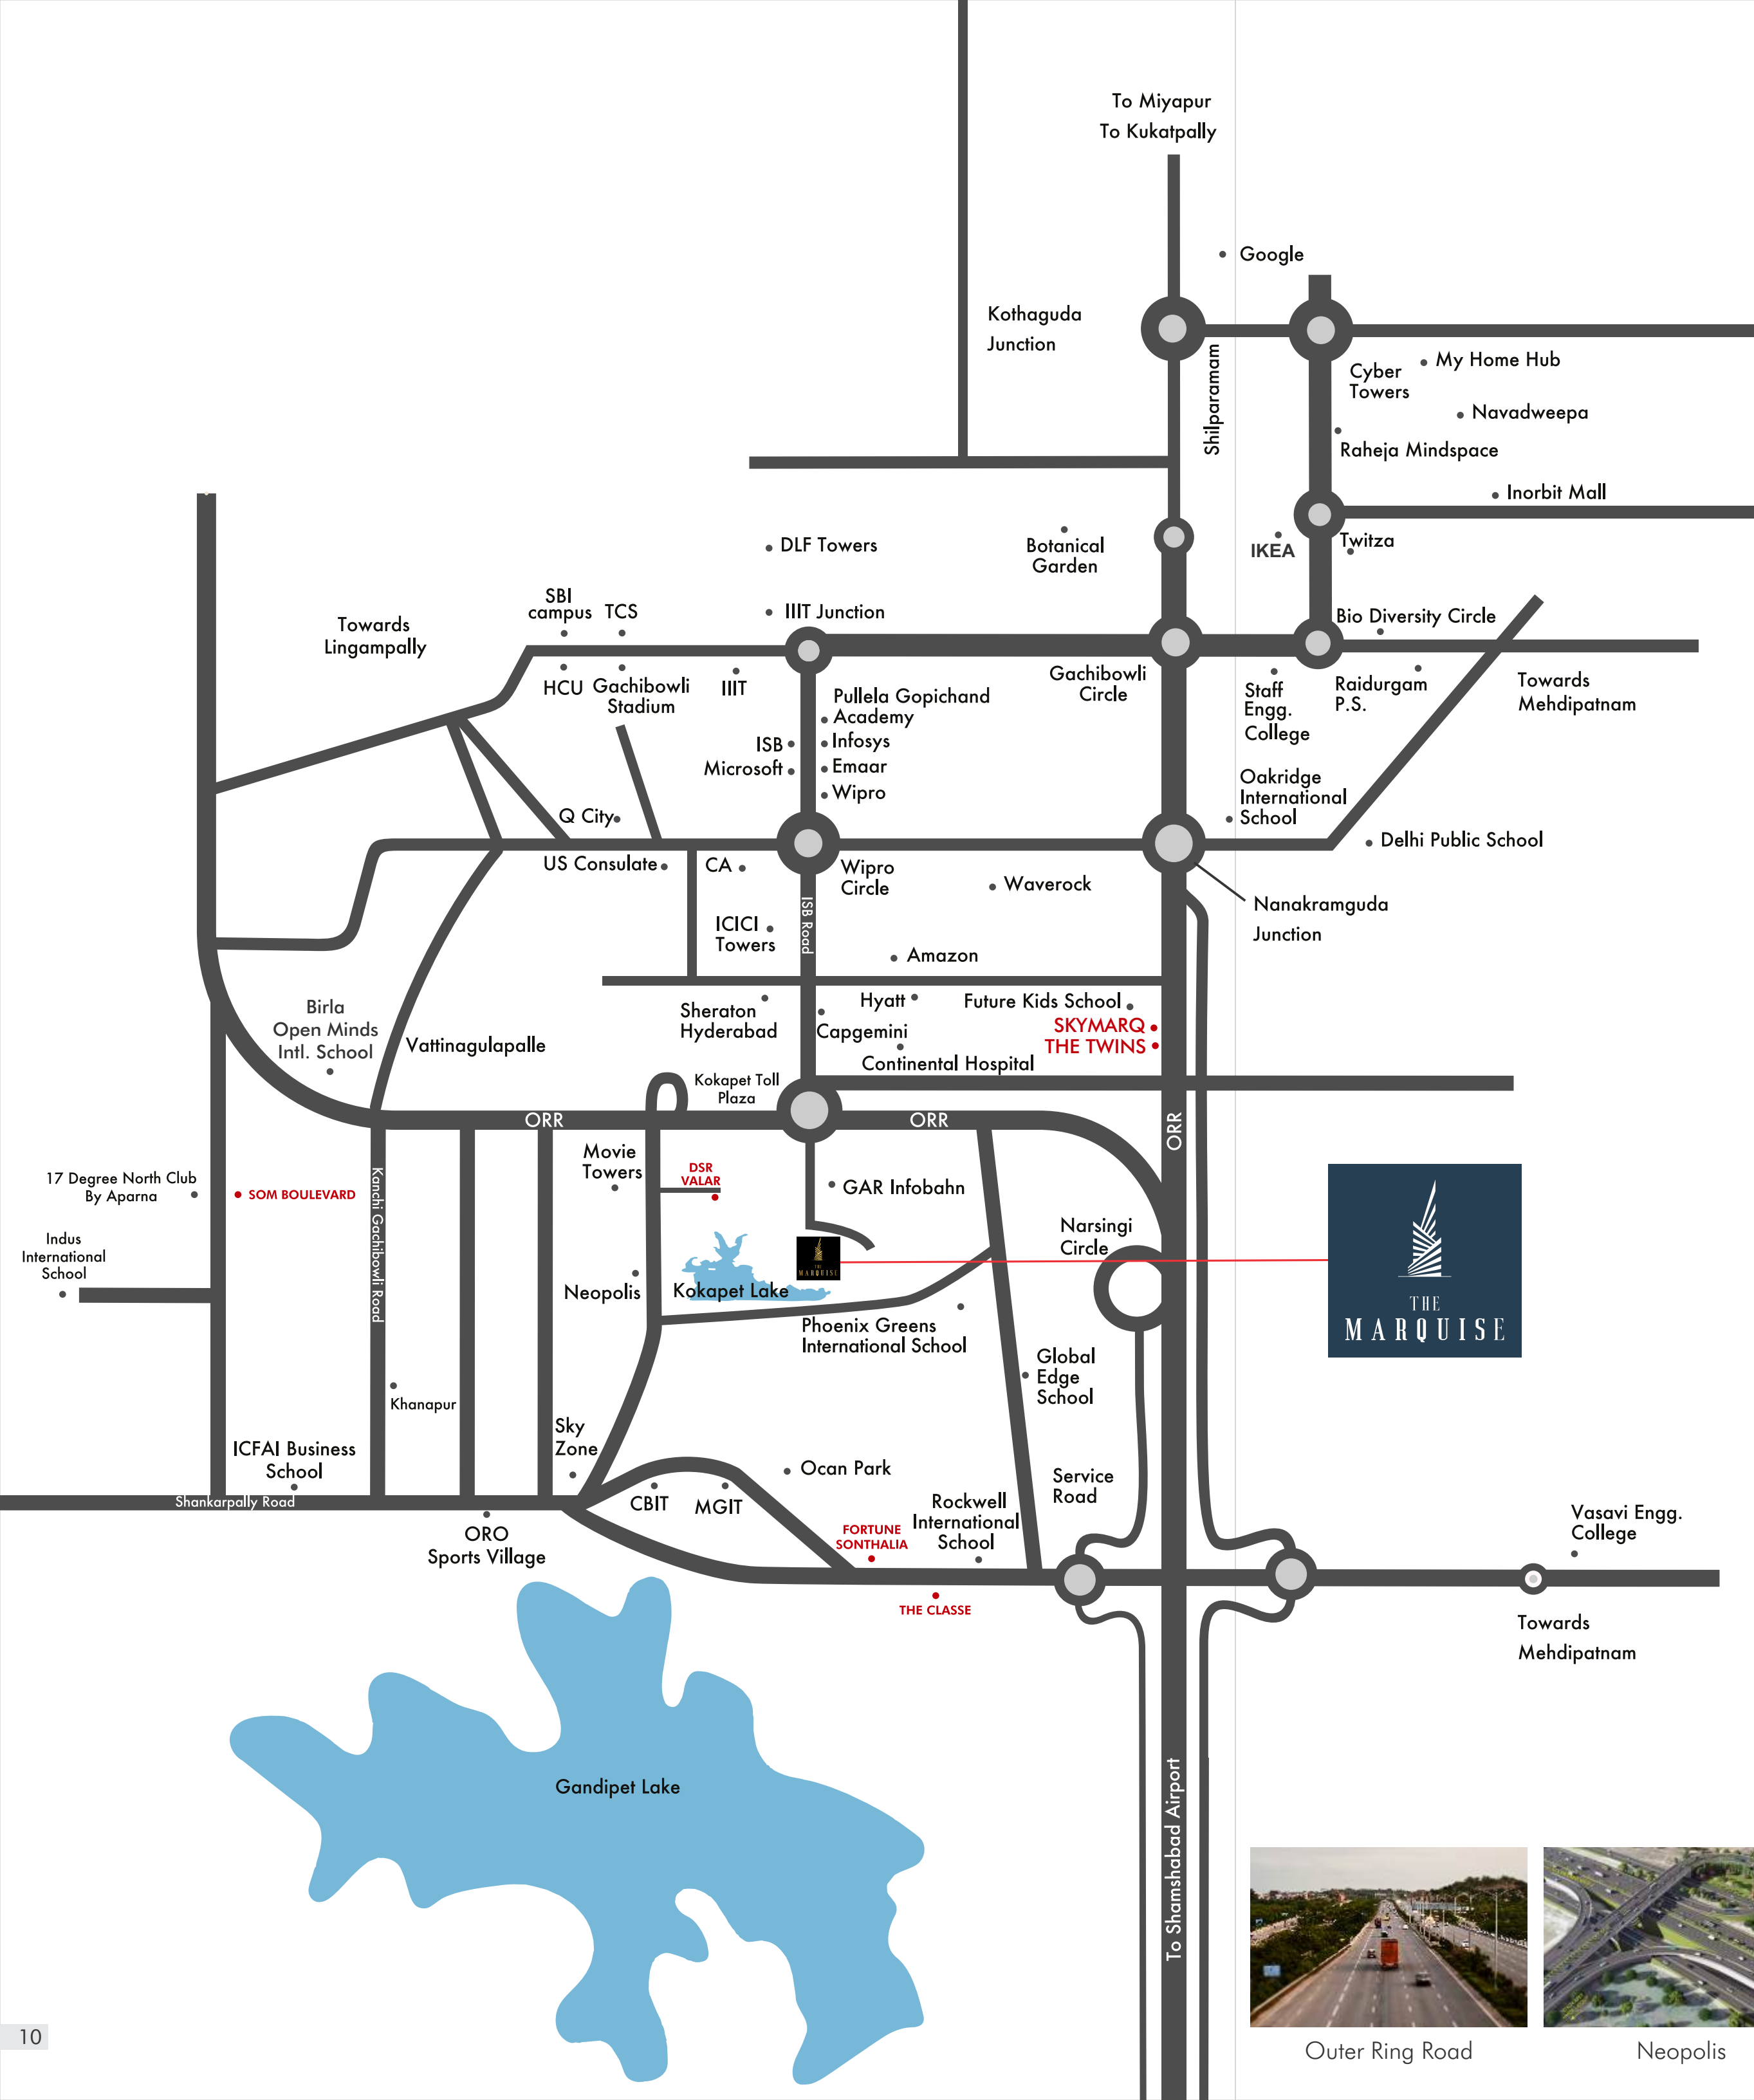 To Miyapur
To Kukatpally
Google
Kothaguda
Junction
Shilparamam
Cyber
Towers
My Home Hub
Navadweepa
Raheja Mindspace
Inorbit Mall
Twitza
IKEA
Botanical
Garden
DLF Towers
IIIT Junction
SBI
campus
TCS
Towards
Lingampally
Bio Diversity Circle
HCU
Gachibowli
Stadium
IIIT
Gachibowli
Circle
Staff
Engg.
College
Raidurgam
P.S.
Towards
Mehdipatnam
Pullela Gopichand
Academy
ISB
Infosys
Microsoft
Emaar
Wipro
Oakridge
International
School
Q City
Delhi Public School
US Consulate
CA
Wipro
Circle
Waverock
Nanakramguda
Junction
ISB Road
ICICI
Towers
Amazon
Birla
Open Minds
Intl. School
Vattinagulapalle
Sheraton
Hyderabad
Hyatt
Capgemini
Future Kids School
SKYMARQ
THE TWINS
Continental Hospital
Kokapet Toll
Plaza
ORR
ORR
ORR
Movie
Towers
DSR
VALAR
GAR Infobahn
17 Degree North Club
By Aparna
SOM BOULEVARD
Kanchi Gachibowli Road
Indus
International
School
Narsingi
Circle
THE
MARQUISE
THE
MARQUISE
Neopolis
Kokapet Lake
Phoenix Greens
International School
Global
Edge
School
Khanapur
ICFAI Business
School
Sky
Zone
Shankarpally Road
CBIT
MGIT
Ocan Park
Service
Road
Rockwell
International
School
FORTUNE
SONTHALIA
ORO
Sports Village
Vasavi Engg.
College
THE CLASSE
Towards
Mehdipatnam
Gandipet Lake
To Shamshabad Airport
10
Outer Ring Road
Neopolis